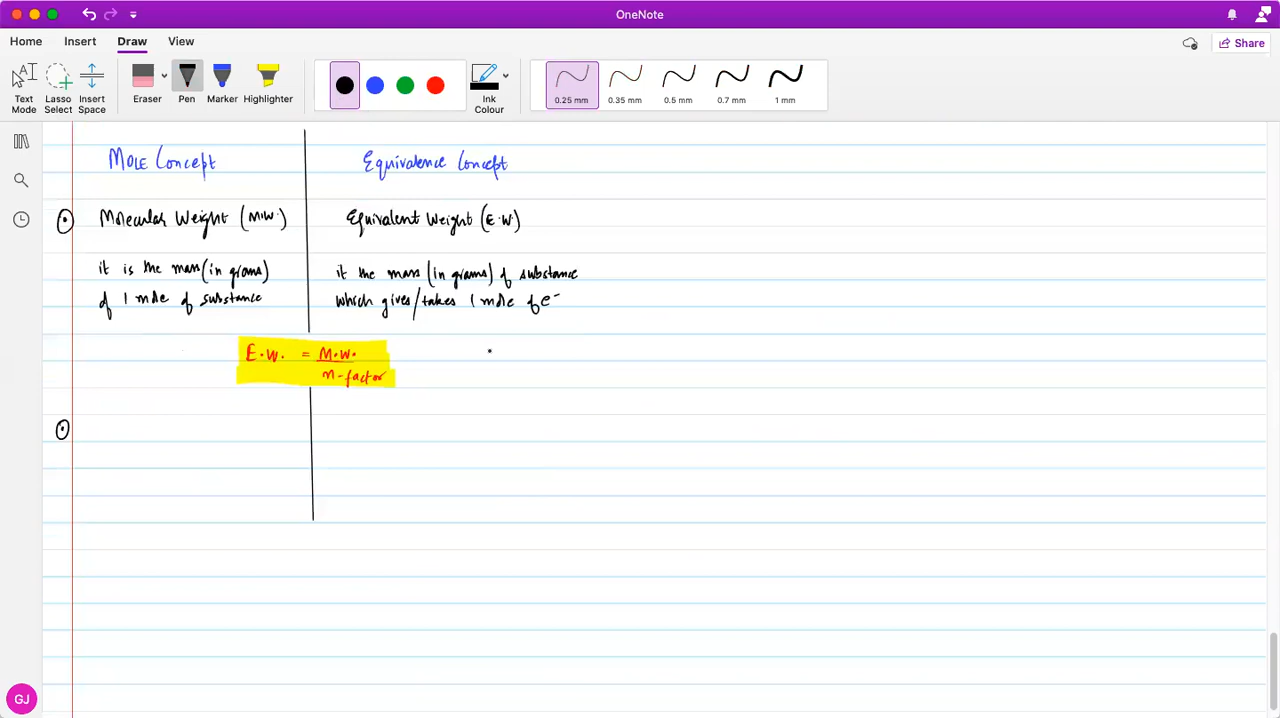 OneNote
Home Insert Draw View
Share
Text Mode
Lasso Select
Insert Space
Eraser
Pen
Marker
Highlighter
Ink Colour
0.25 mm
0.35 mm
0.5 mm
0.7 mm
1 mm
MOLE Concept
Equivalence Concept
Molecular Weight (M.W.)
Equivalent Weight (E.W.)
it is the mass (in grams)
of 1 mole of substance
it the mass (in grams) of substance
which gives/takes 1 mole of e⁻
E.W. = M.W.
n-factor
GJ